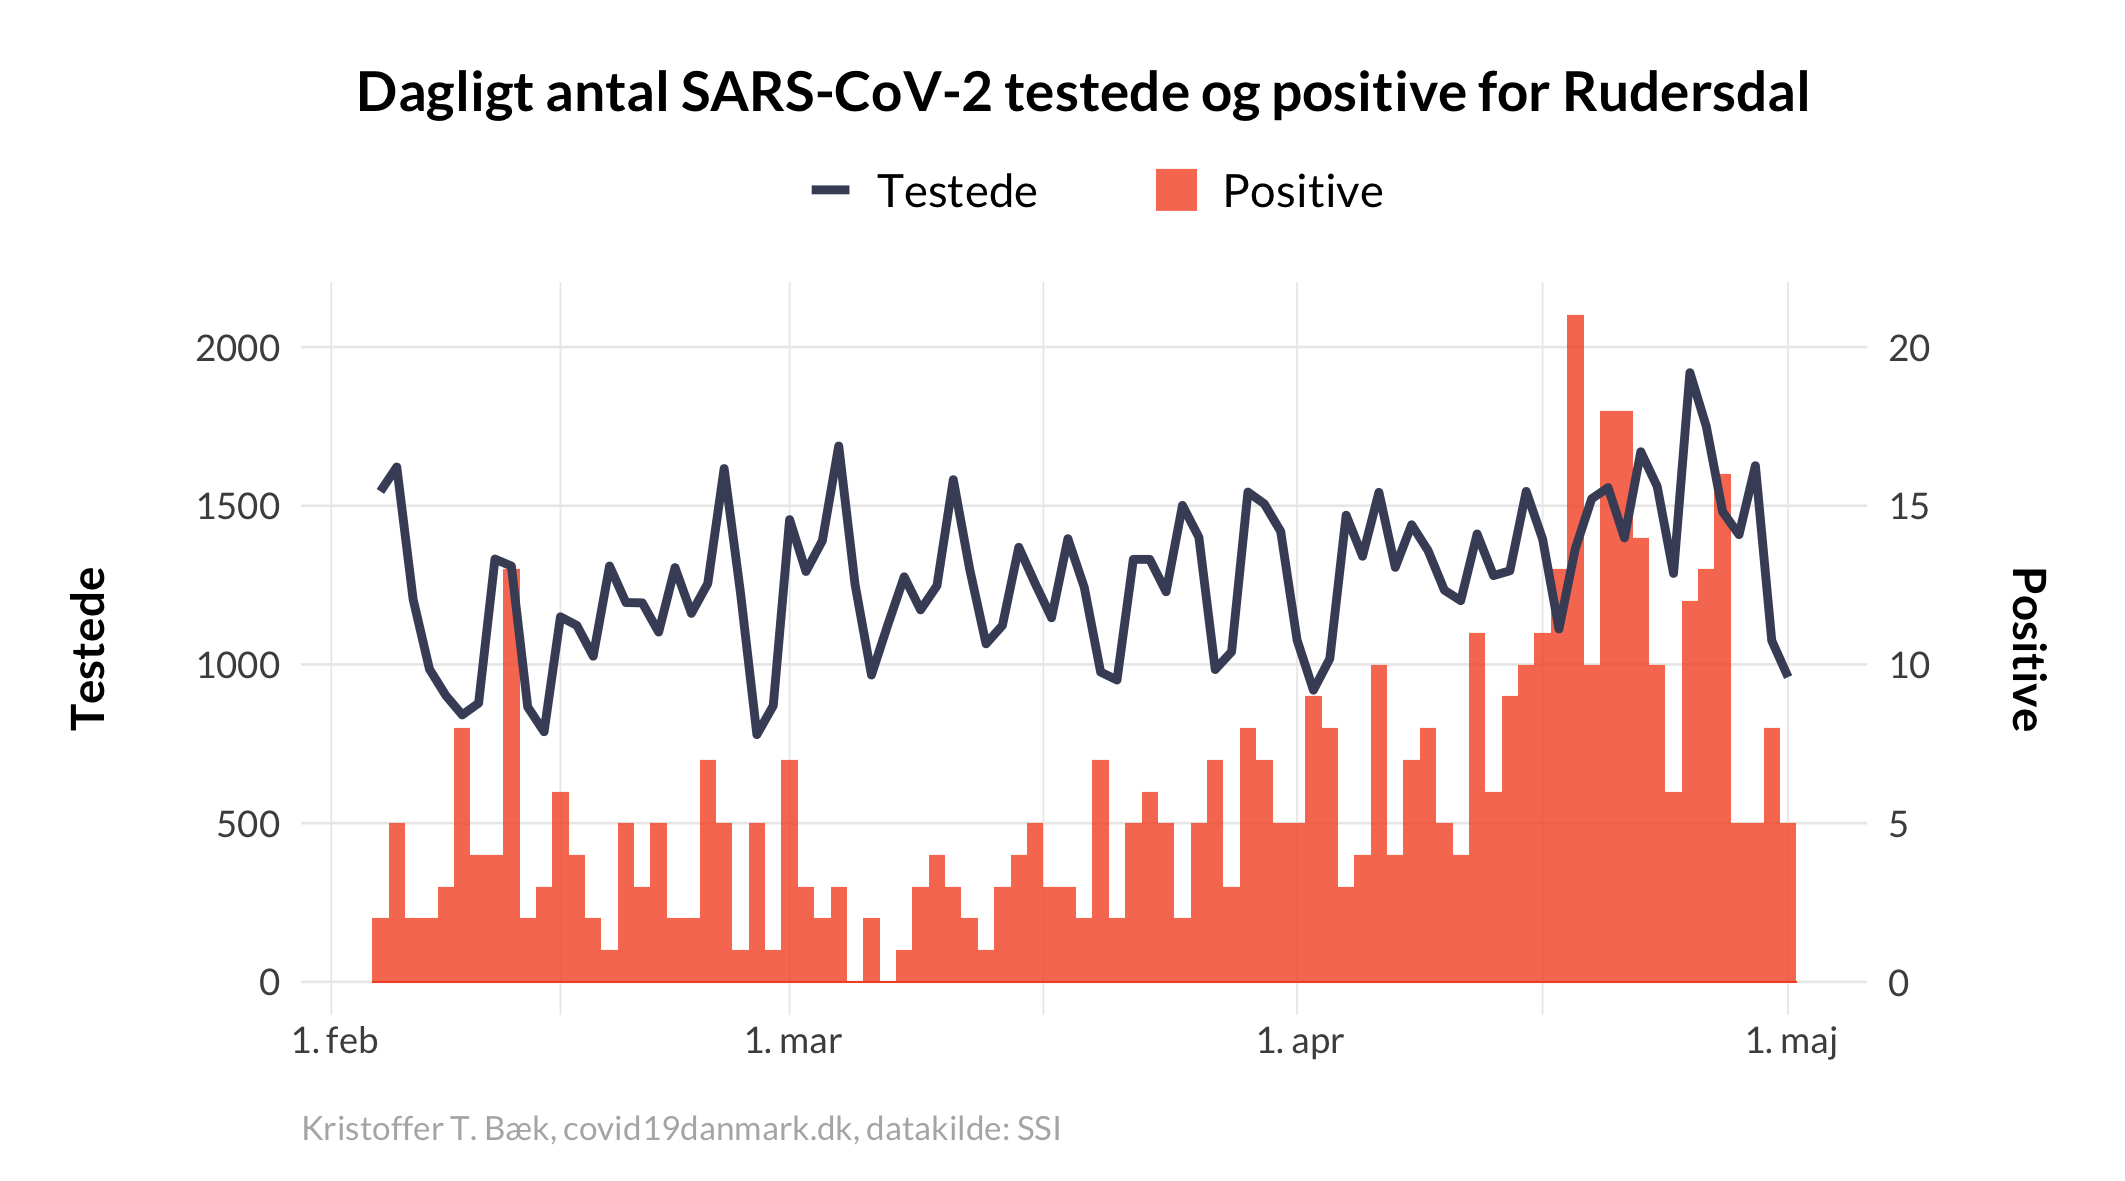 Dagligt antal SARS-CoV-2 testede og positive for Rudersdal
Testede
Positive
2000
1500
1000
500
0
20
15
10
5
0
Testede
Positive
1. feb
1. mar
1. apr
1. maj
Kristoffer T. Bæk, covid19danmark.dk, datakilde: SSI